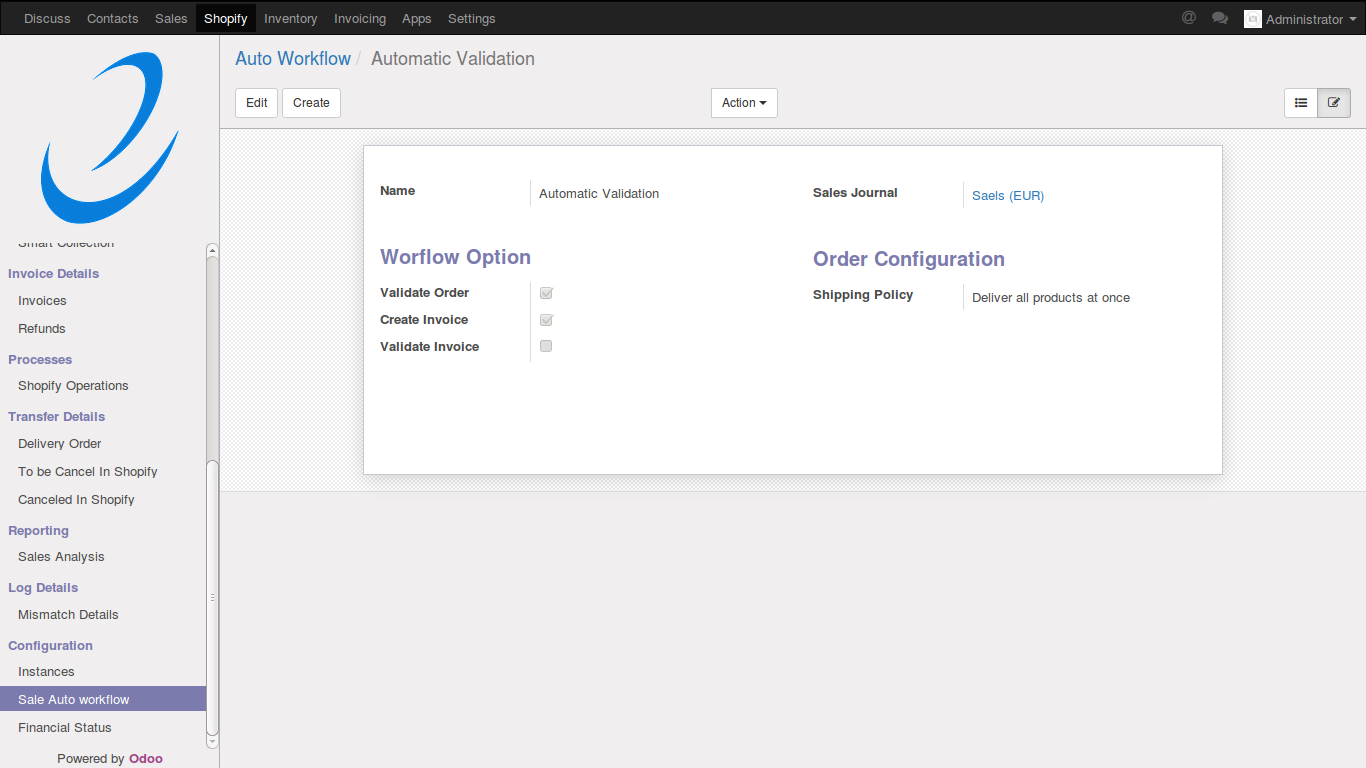 Discuss Contacts Sales Shopify Inventory Invoicing Apps Settings @ Administrator
Auto Workflow / Automatic Validation
Edit Create Action
Name Automatic Validation
Sales Journal Saels (EUR)
Worflow Option
Validate Order
Create Invoice
Validate Invoice
Order Configuration
Shipping Policy Deliver all products at once
Smart Collection
Invoice Details
Invoices
Refunds
Processes
Shopify Operations
Transfer Details
Delivery Order
To be Cancel In Shopify
Canceled In Shopify
Reporting
Sales Analysis
Log Details
Mismatch Details
Configuration
Instances
Sale Auto workflow
Financial Status
Powered by Odoo